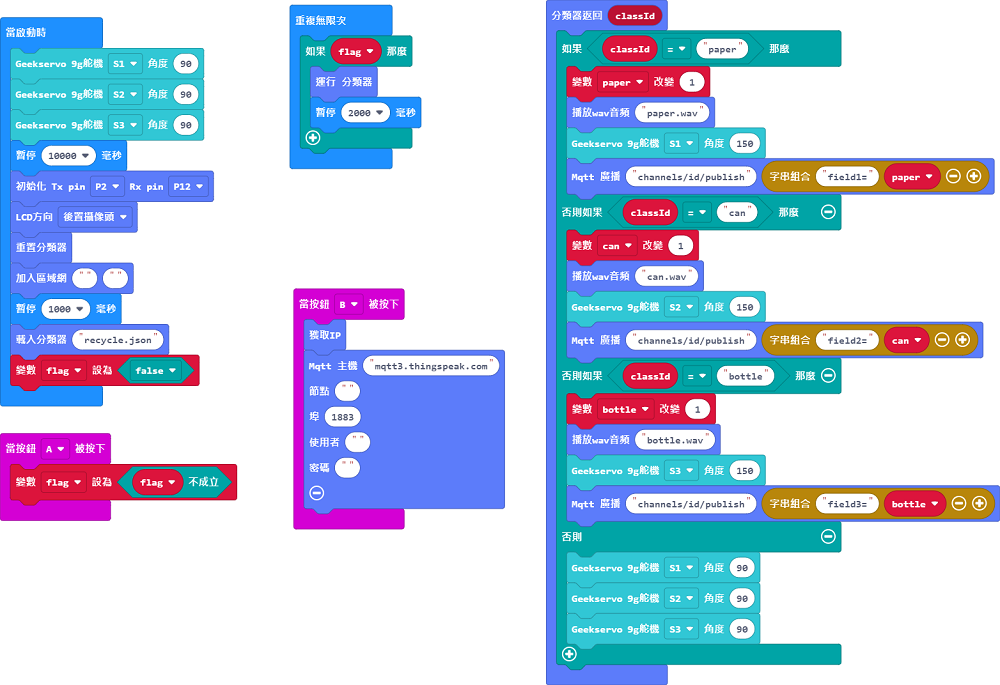 當啟動時
Geekservo 9g舵機 S1 角度 90
Geekservo 9g舵機 S2 角度 90
Geekservo 9g舵機 S3 角度 90
暫停 10000 毫秒
初始化 Tx pin P2 Rx pin P12
LCD方向 後置攝像頭
重置分類器
加入區域網 " " " "
暫停 1000 毫秒
載入分類器 "recycle.json"
變數 flag 設為 false
當按鈕 A 被按下
變數 flag 設為 flag 不成立
重複無限次
如果 flag 那麼
運行 分類器
暫停 2000 毫秒
當按鈕 B 被按下
獲取IP
Mqtt 主機 "mqtt3.thingspeak.com"
節點 " "
埠 1883
使用者 " "
密碼 " "
分類器返回 classId
如果 classId = "paper" 那麼
變數 paper 改變 1
播放wav音頻 "paper.wav"
Geekservo 9g舵機 S1 角度 150
Mqtt 廣播 "channels/id/publish" 字串組合 "field1=" paper
否則如果 classId = "can" 那麼
變數 can 改變 1
播放wav音頻 "can.wav"
Geekservo 9g舵機 S2 角度 150
Mqtt 廣播 "channels/id/publish" 字串組合 "field2=" can
否則如果 classId = "bottle" 那麼
變數 bottle 改變 1
播放wav音頻 "bottle.wav"
Geekservo 9g舵機 S3 角度 150
Mqtt 廣播 "channels/id/publish" 字串組合 "field3=" bottle
否則
Geekservo 9g舵機 S1 角度 90
Geekservo 9g舵機 S2 角度 90
Geekservo 9g舵機 S3 角度 90